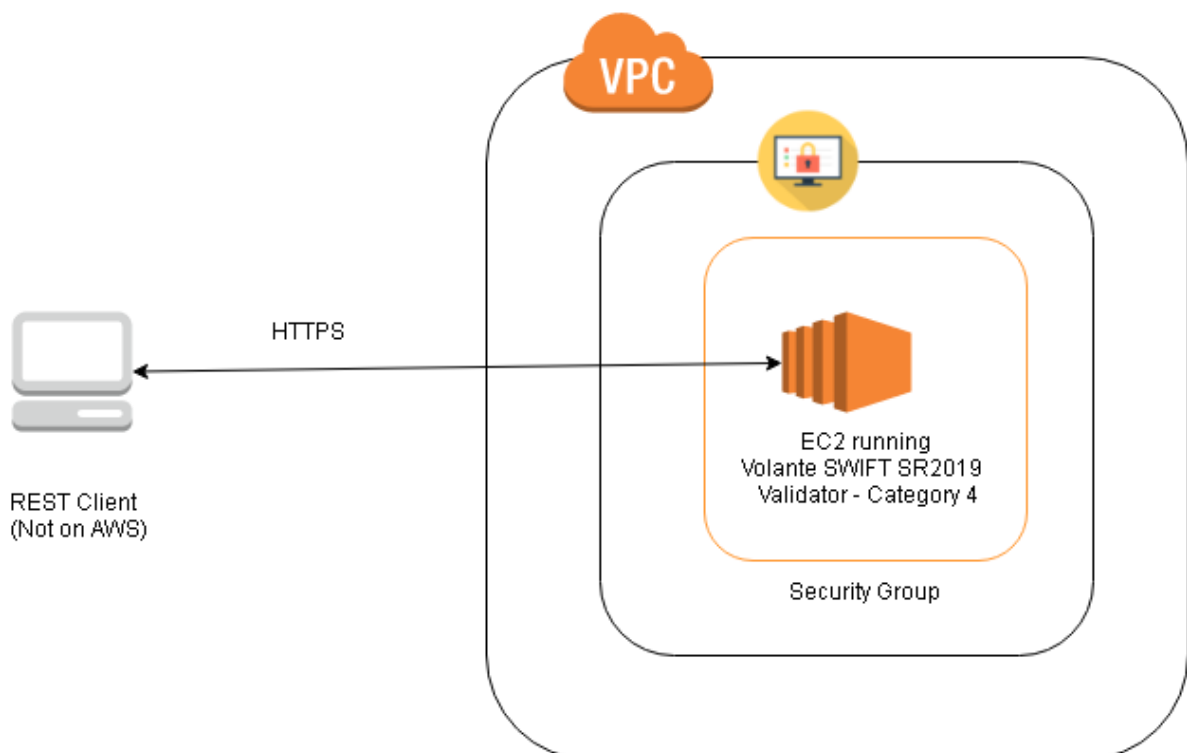 VPC
HTTPS
EC2 running
Volante SWIFT SR2019
Validator - Category 4
REST Client
(Not on AWS)
Security Group